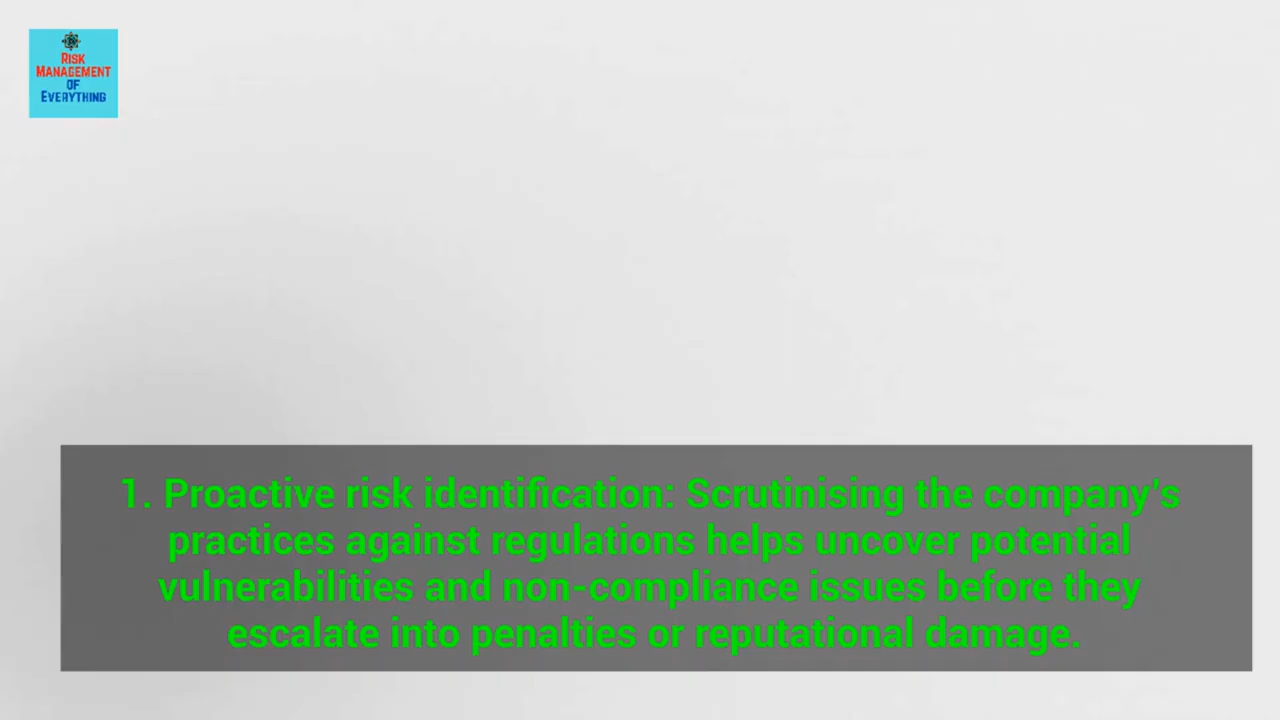 Risk
Management
of
Everything
1. Proactive risk identification: Scrutinising the company's
practices against regulations helps uncover potential
vulnerabilities and non-compliance issues before they
escalate into penalties or reputational damage.